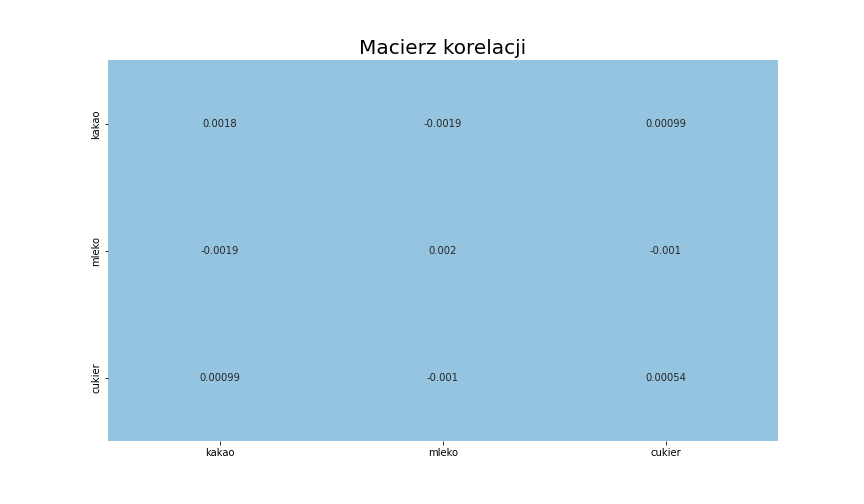 Macierz korelacji
kakao
0.0018 -0.0019 0.00099
mleko
-0.0019 0.002 -0.001
cukier
0.00099 -0.001 0.00054
kakao mleko cukier